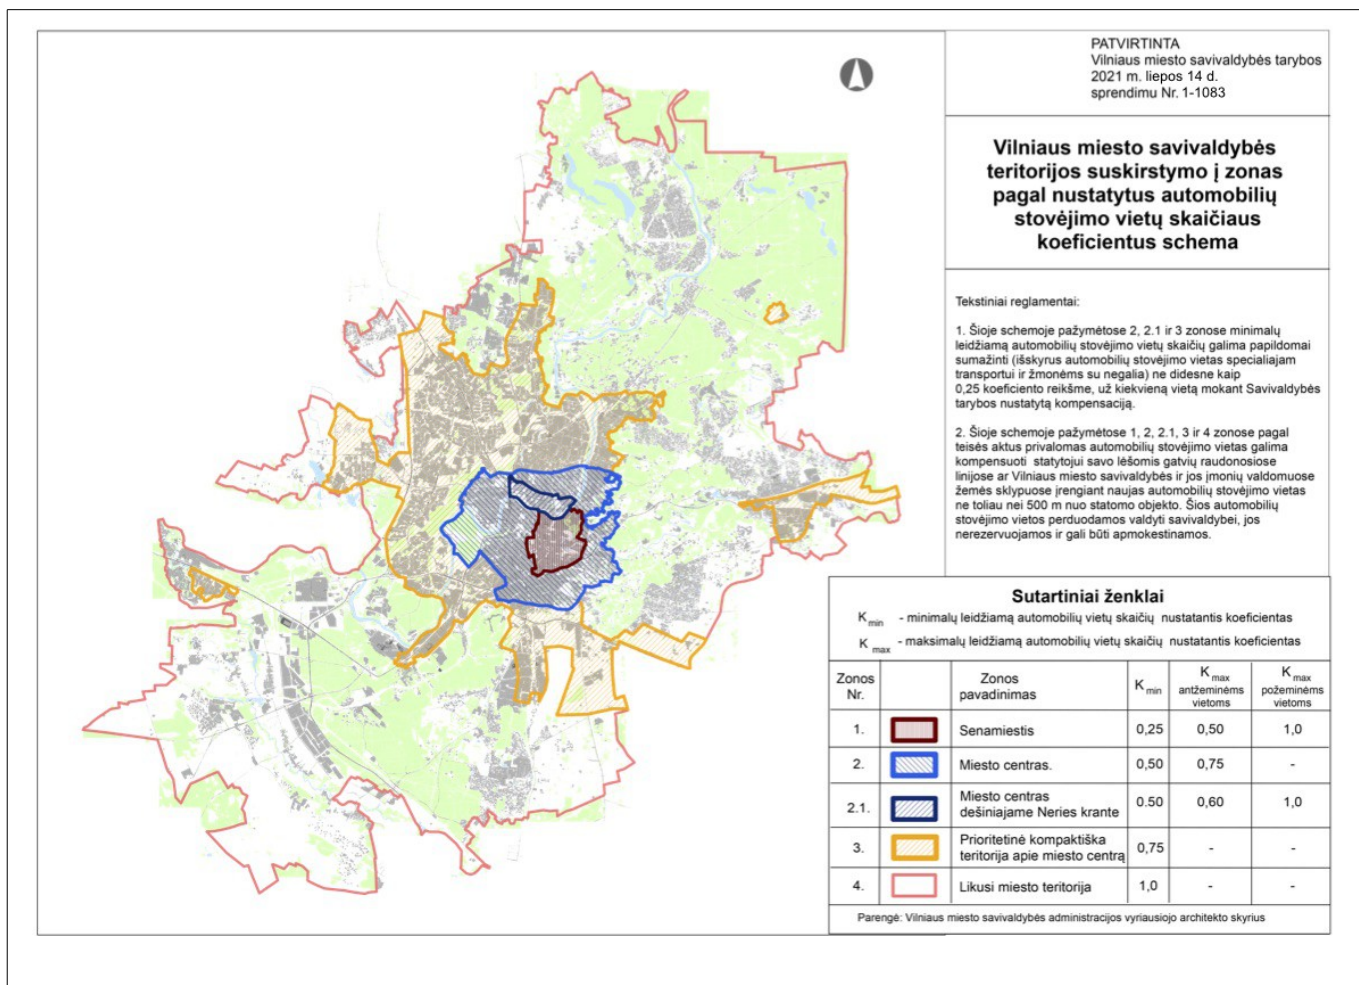 PATVIRTINTA
Vilniaus miesto savivaldybės tarybos
2021 m. liepos 14 d.
sprendimu Nr. 1-1083
Vilniaus miesto savivaldybės
teritorijos suskirstymo į zonas
pagal nustatytus automobilių
stovėjimo vietų skaičiaus
koeficientus schema
Tekstiniai reglamentai:
1. Šioje schemoje pažymėtose 2, 2.1 ir 3 zonose minimalų
leidžiamą automobilių stovėjimo vietų skaičių galima papildomai
sumažinti (išskyrus automobilių stovėjimo vietas specialiajam
transportui ir žmonėms su negalia) ne didesne kaip
0,25 koeficiento reikšme, už kiekvieną vietą mokant Savivaldybės
tarybos nustatytą kompensaciją.
2. Šioje schemoje pažymėtose 1, 2, 2.1, 3 ir 4 zonose pagal
teisės aktus privalomas automobilių stovėjimo vietas galima
kompensuoti statytojui savo lėšomis gatvių raudonosiose
linijose ar Vilniaus miesto savivaldybės ir jos įmonių valdomuose
žemės sklypuose įrengiant naujas automobilių stovėjimo vietas
ne toliau nei 500 m nuo statomo objekto. Šios automobilių
stovėjimo vietos perduodamos valdyti savivaldybei, jos
nerezervuojamos ir gali būti apmokestinamos.
Sutartiniai ženklai
K min - minimalų leidžiamą automobilių vietų skaičių nustatantis koeficientas
K max - maksimalų leidžiamą automobilių vietų skaičių nustatantis koeficientas
Zonos Nr. Zonos pavadinimas K min K max antžeminėms vietoms K max požeminėms vietoms
1. Senamiestis 0,25 0,50 1,0
2. Miesto centras. 0,50 0,75 -
2.1. Miesto centras dešiniajame Neries krante 0.50 0,60 1,0
3. Prioritetinė kompaktiška teritorija apie miesto centrą 0,75 - -
4. Likusi miesto teritorija 1,0 - -
Parengė: Vilniaus miesto savivaldybės administracijos vyriausiojo architekto skyrius